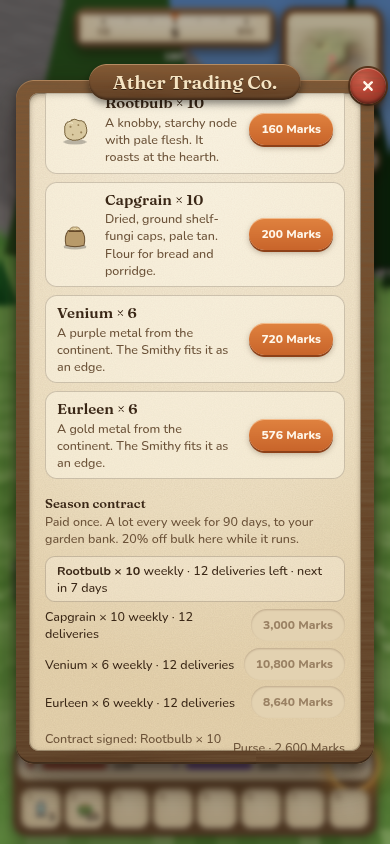 Ather Trading Co.
Rootbulb × 10
A knobby, starchy node
with pale flesh. It
roasts at the hearth.
160 Marks
Capgrain × 10
Dried, ground shelf-
fungi caps, pale tan.
Flour for bread and
porridge.
200 Marks
Venium × 6
A purple metal from the
continent. The Smithy fits it as
an edge.
720 Marks
Eurleen × 6
A gold metal from the
continent. The Smithy fits it as
an edge.
576 Marks
Season contract
Paid once. A lot every week for 90 days, to your
garden bank. 20% off bulk here while it runs.
Rootbulb × 10 weekly · 12 deliveries left · next
in 7 days
Capgrain × 10 weekly · 12
deliveries
3,000 Marks
Venium × 6 weekly · 12 deliveries
10,800 Marks
Eurleen × 6 weekly · 12 deliveries
8,640 Marks
Contract signed: Rootbulb × 10
Purse · 2,600 Marks